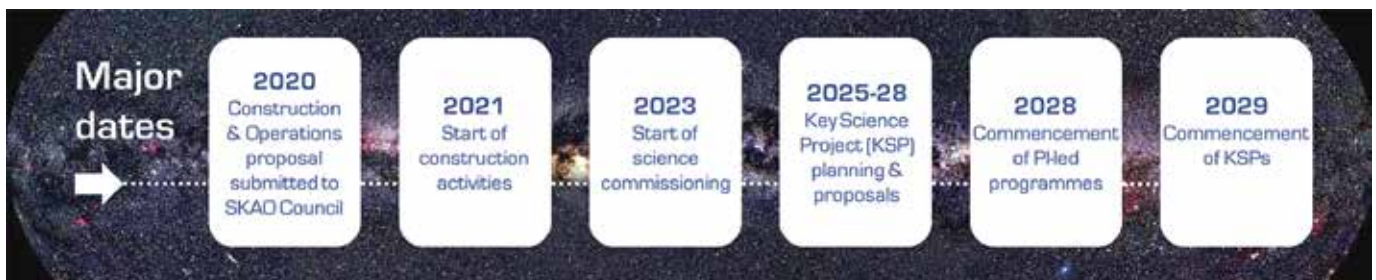 Major
dates
2020
Construction
& Operations
proposal
submitted to
SKAO Council
2021
Start of
construction
activities
2023
Start of
science
commissioning
2025-28
Key Science
Project (KSP)
planning &
proposals
2028
Commencement
of PI-led
programmes
2029
Commencement
of KSPs